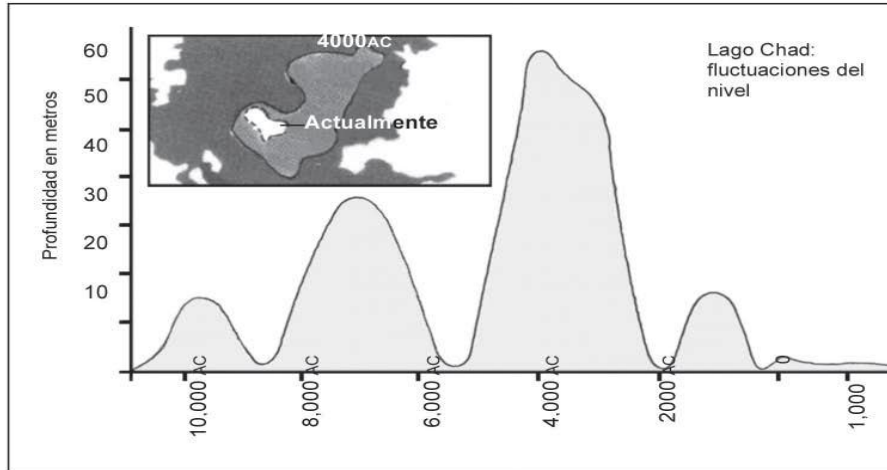 Lago Chad:
fluctuaciones del
nivel
4000AC
Actualmente
Profundidad en metros
60
50
40
30
20
10
10,000 AC
8,000 AC
6,000 AC
4,000 AC
2000 AC
0
1,000